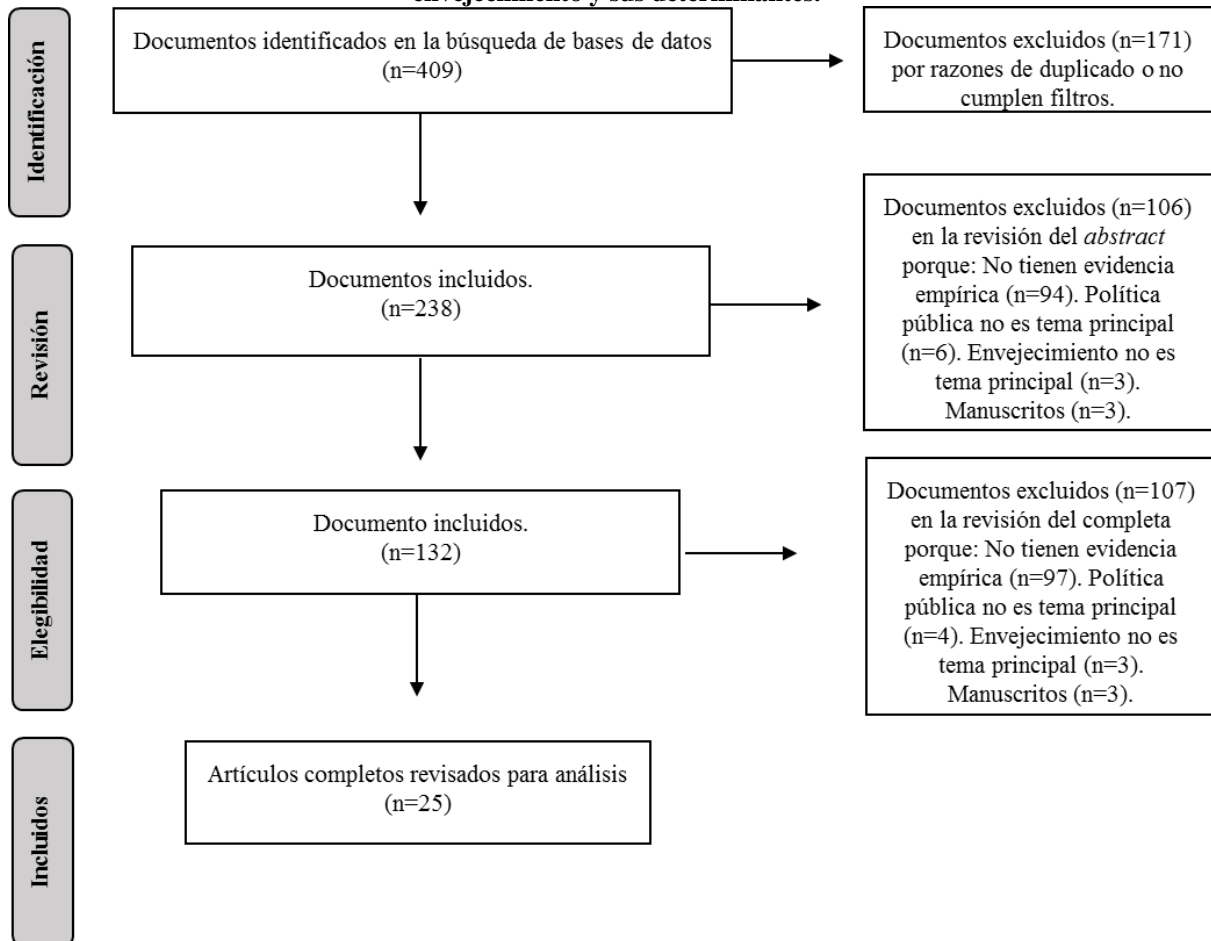 envejecimiento y sus determinantes.
Identificación
Documentos identificados en la búsqueda de bases de datos
(n=409)
Documentos excluidos (n=171)
por razones de duplicado o no
cumplen filtros.
Revisión
Documentos incluidos.
(n=238)
Documentos excluidos (n=106)
en la revisión del abstract
porque: No tienen evidencia
empírica (n=94). Política
pública no es tema principal
(n=6). Envejecimiento no es
tema principal (n=3).
Manuscritos (n=3).
Elegibilidad
Documento incluidos.
(n=132)
Documentos excluidos (n=107)
en la revisión del completa
porque: No tienen evidencia
empírica (n=97). Política
pública no es tema principal
(n=4). Envejecimiento no es
tema principal (n=3).
Manuscritos (n=3).
Incluidos
Artículos completos revisados para análisis
(n=25)